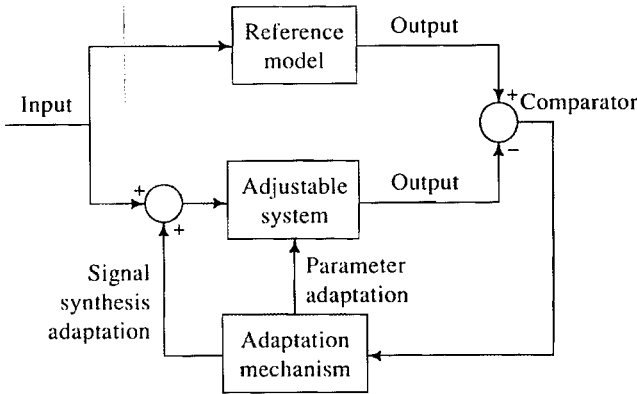 Reference
model
Output
Input
+
Comparator
−
+
Adjustable
system
Output
+
Signal
synthesis
adaptation
Parameter
adaptation
Adaptation
mechanism